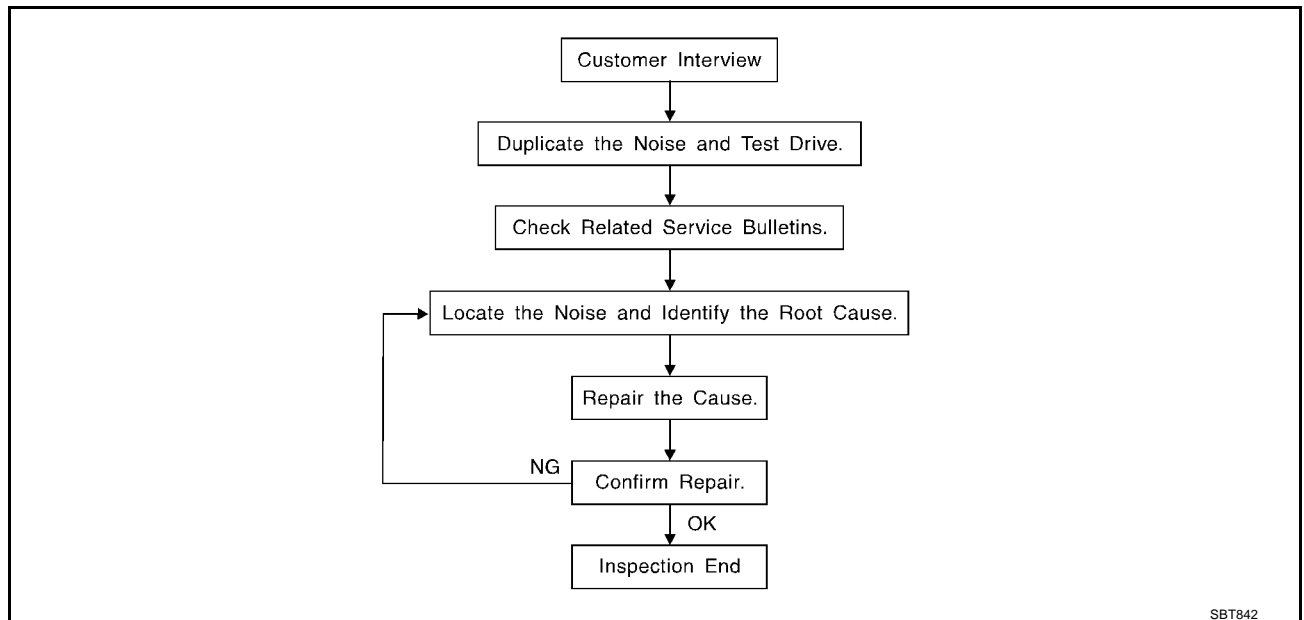 Customer Interview
Duplicate the Noise and Test Drive.
Check Related Service Bulletins.
Locate the Noise and Identify the Root Cause.
Repair the Cause.
NG
Confirm Repair.
OK
Inspection End
SBT842